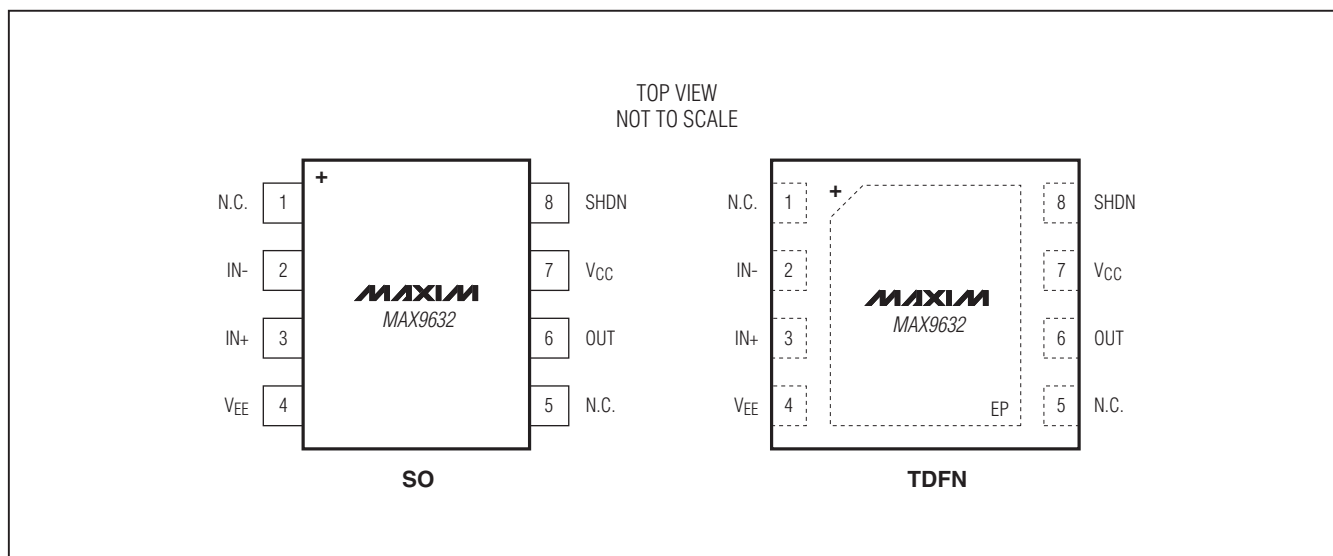 TOP VIEW
NOT TO SCALE
+
N.C. 1
8 SHDN
IN- 2
7 VCC
MAXIM
MAX9632
IN+ 3
6 OUT
VEE 4
5 N.C.
SO
+
N.C. 1
8 SHDN
IN- 2
7 VCC
MAXIM
MAX9632
IN+ 3
6 OUT
VEE 4
EP
5 N.C.
TDFN